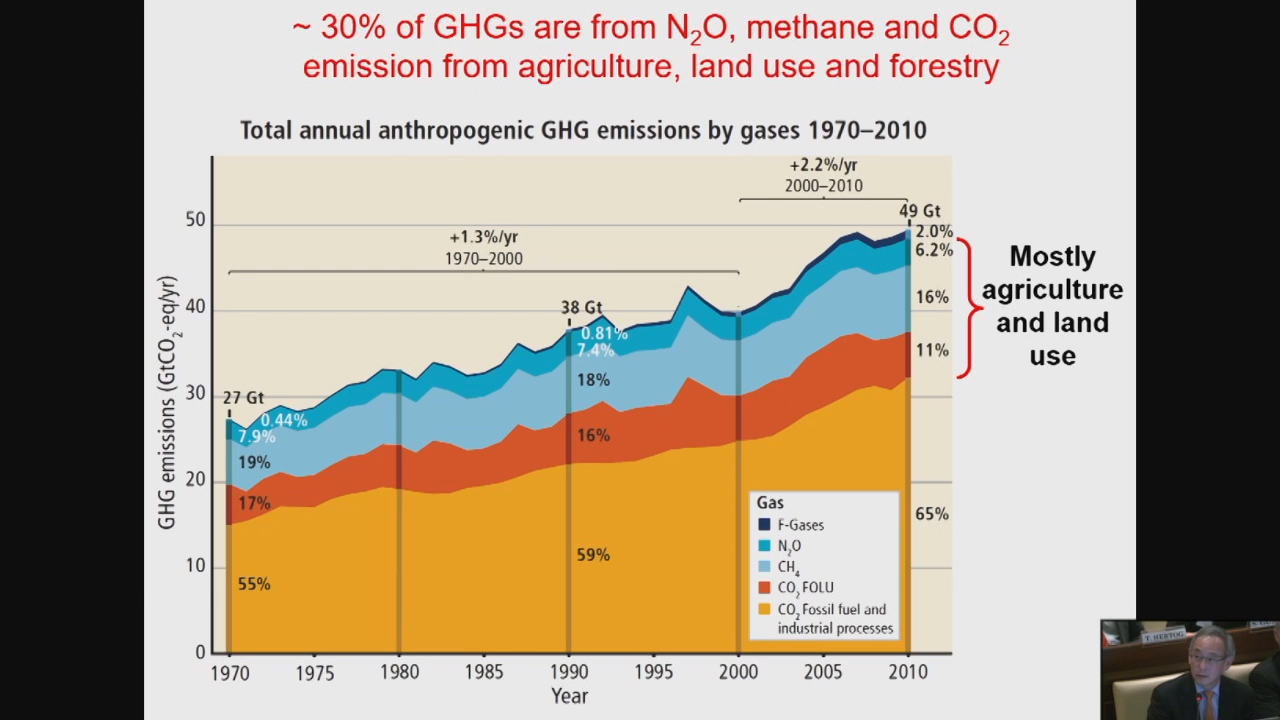 ~ 30% of GHGs are from N₂O, methane and CO₂
emission from agriculture, land use and forestry
Total annual anthropogenic GHG emissions by gases 1970–2010
+2.2%/yr
2000–2010
49 Gt
2.0%
6.2%
16%
11%
65%
Mostly
agriculture
and land
use
+1.3%/yr
1970–2000
38 Gt
0.81%
7.4%
18%
16%
59%
27 Gt
0.44%
7.9%
19%
17%
55%
GHG emissions (GtCO₂-eq/yr)
50
40
30
20
10
0
Gas
F-Gases
N₂O
CH₄
CO₂ FOLU
CO₂ Fossil fuel and
industrial processes
1970 1975 1980 1985 1990 1995 2000 2005 2010
Year
T. HERTOG